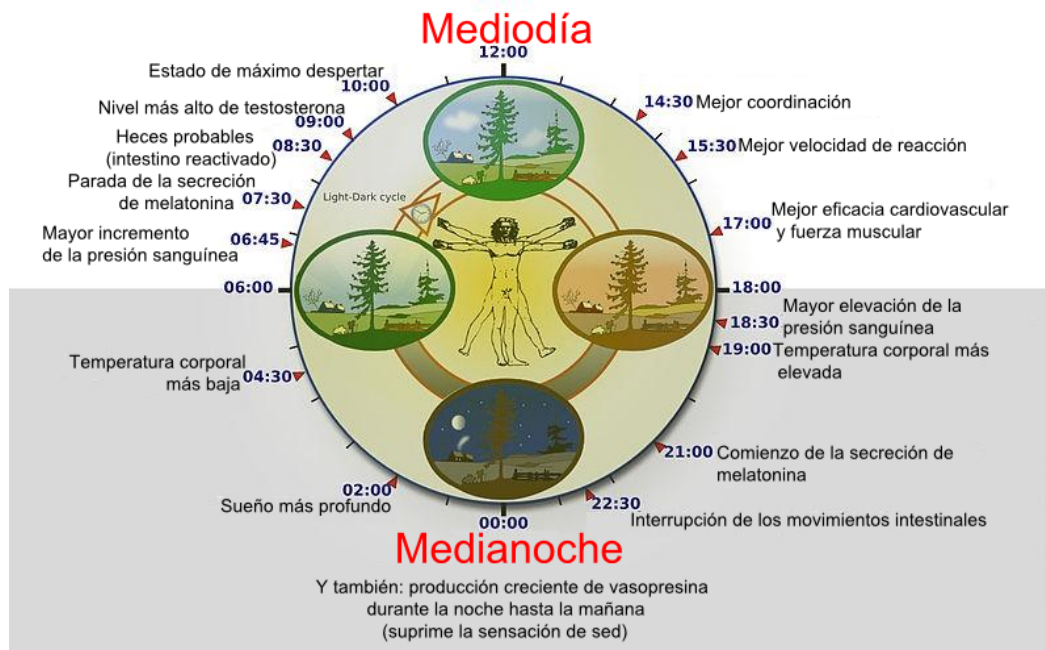 Mediodía
12:00
Estado de máximo despertar
10:00
Nivel más alto de testosterona
09:00
Heces probables
(intestino reactivado)
08:30
Parada de la secreción
de melatonina
07:30
Mayor incremento
de la presión sanguínea
06:45
06:00
Temperatura corporal
más baja
04:30
Sueño más profundo
02:00
Light-Dark cycle
14:30 Mejor coordinación
15:30 Mejor velocidad de reacción
17:00
Mejor eficacia cardiovascular
y fuerza muscular
18:00
18:30
Mayor elevación de la
presión sanguínea
19:00 Temperatura corporal más
elevada
21:00 Comienzo de la secreción de
melatonina
22:30
Interrupción de los movimientos intestinales
00:00
Medianoche
Y también: producción creciente de vasopresina
durante la noche hasta la mañana
(suprime la sensación de sed)